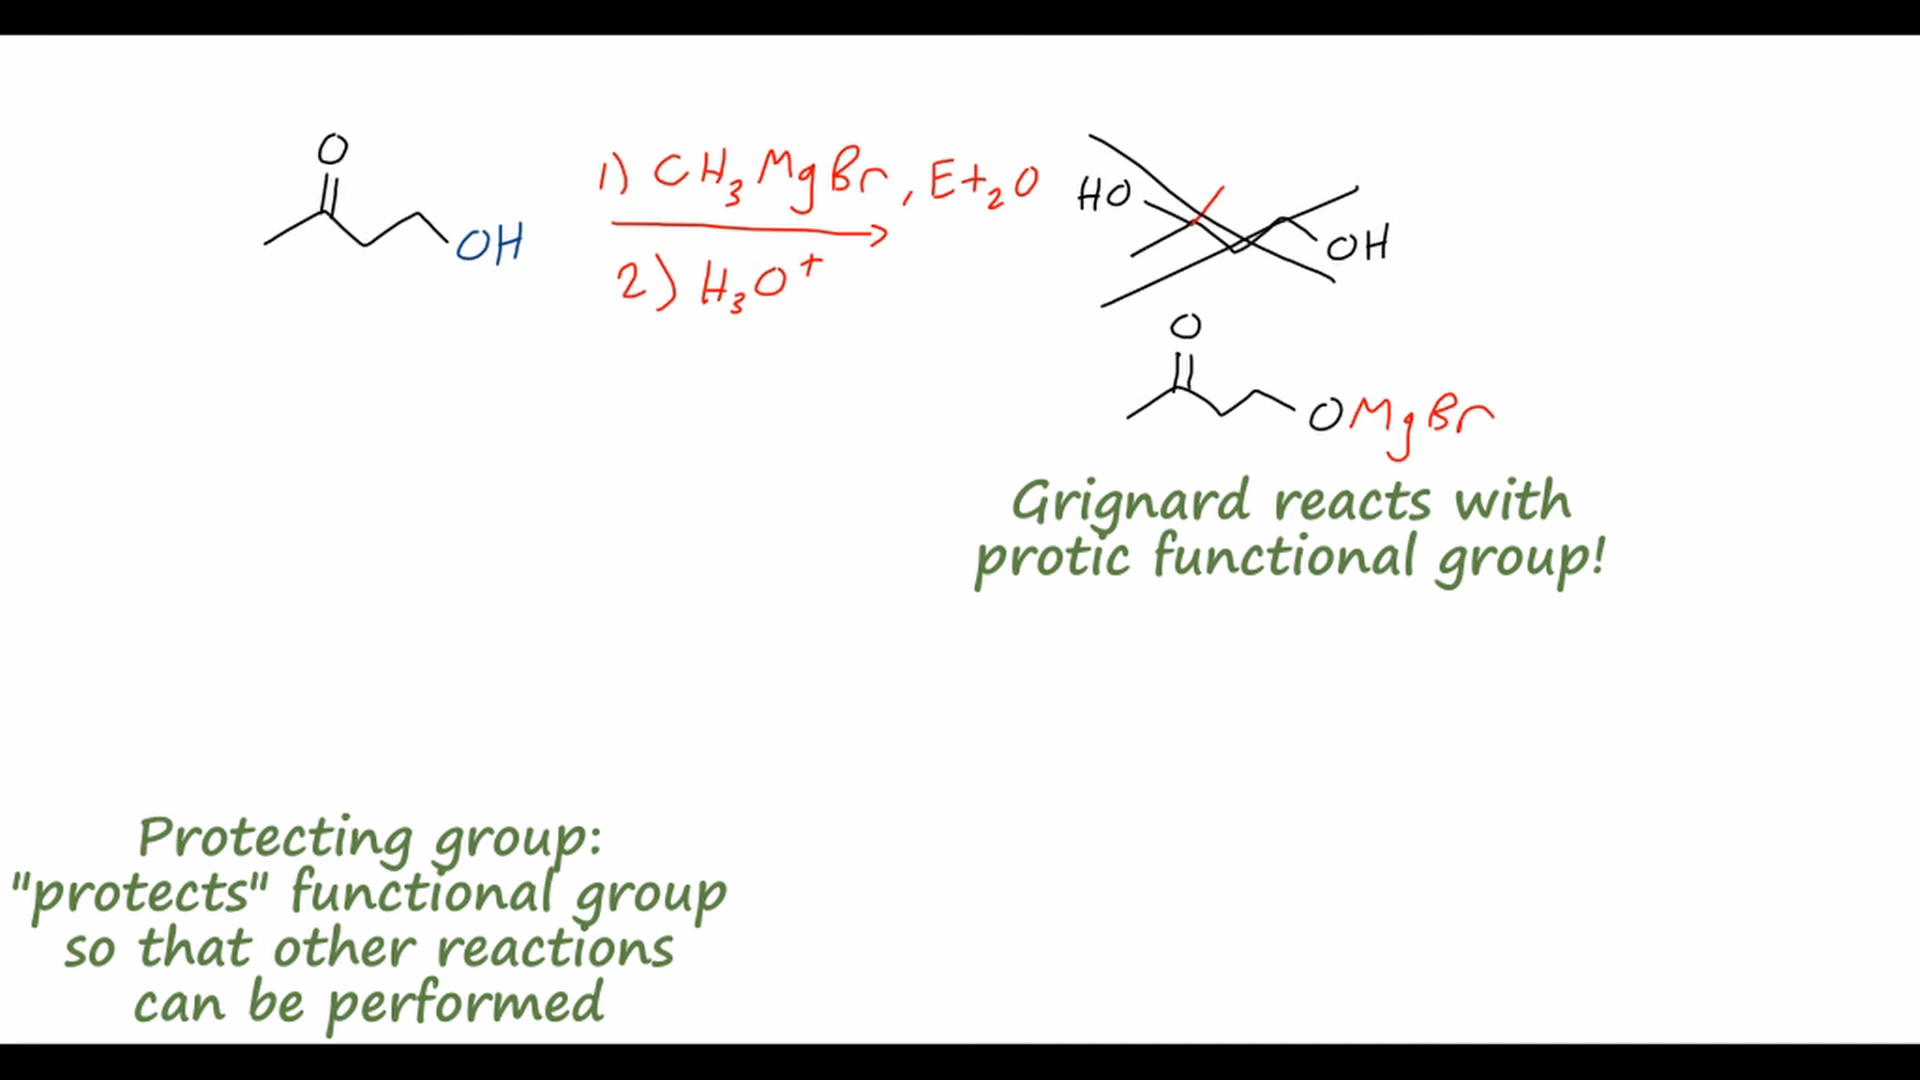 O
OH
1) CH3MgBr, Et2O
2) H3O+
HO
OH
O
OMgBr
Grignard reacts with
protic functional group!
Protecting group:
"protects" functional group
so that other reactions
can be performed